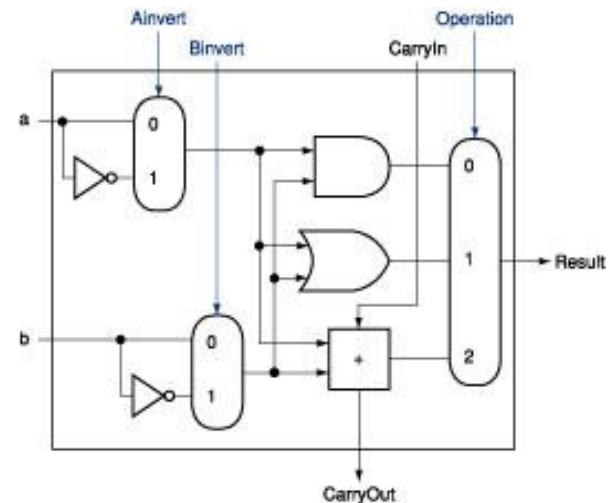 Ainvert
Operation
Binvert
CarryIn
a
0
1
0
1
Result
b
0
1
2
+
CarryOut